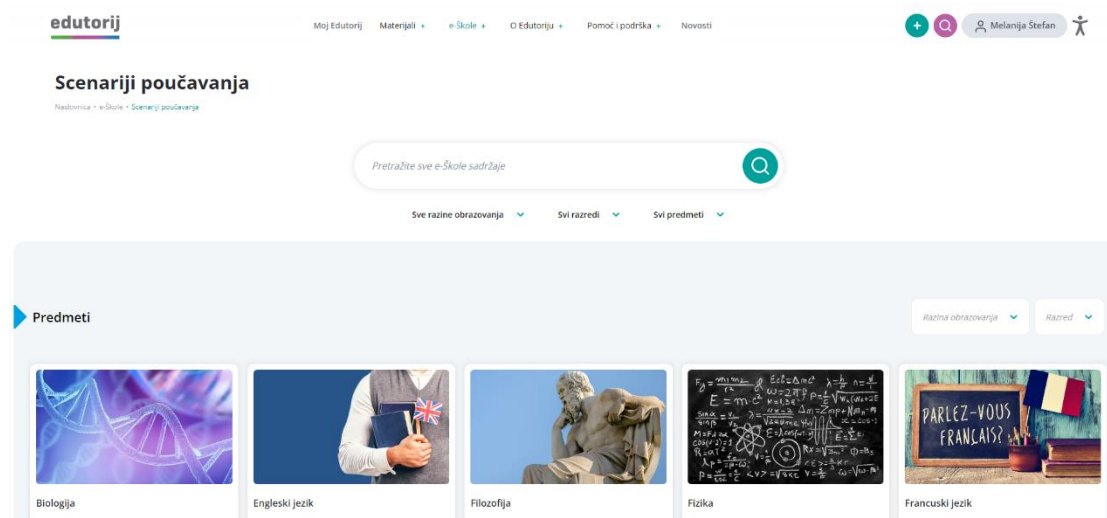 edutorij
Moj Edutorij Materijali + e-Škole + O Edutoriju + Pomoć i podrška + Novosti
+ Melanija Štefan
Scenariji poučavanja
Naslovnica • e-Škole • Scenariji poučavanja
Pretražite sve e-Škole sadržaje
Sve razine obrazovanja Svi razredi Svi predmeti
Predmeti
Razina obrazovanja Razred
PARLEZ-VOUS
FRANÇAIS?
Biologija Engleski jezik Filozofija Fizika Francuski jezik